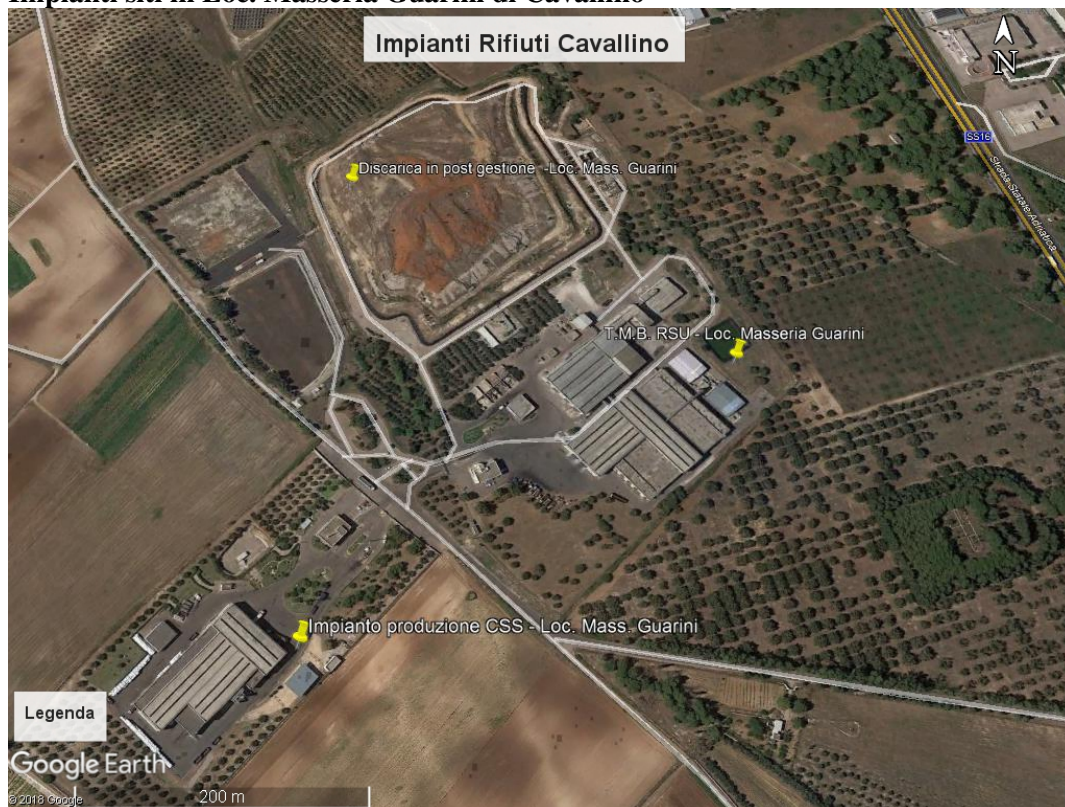 Impianti siti in Loc. Masseria Guarini di Cavallino
Impianti Rifiuti Cavallino
N
SS16
Strada Statale Adriatica
Discarica in post gestione -Loc. Mass. Guarini
T.M.B. RSU - Loc. Masseria Guarini
Impianto produzione CSS - Loc. Mass. Guarini
Legenda
Google Earth
© 2018 Google
200 m